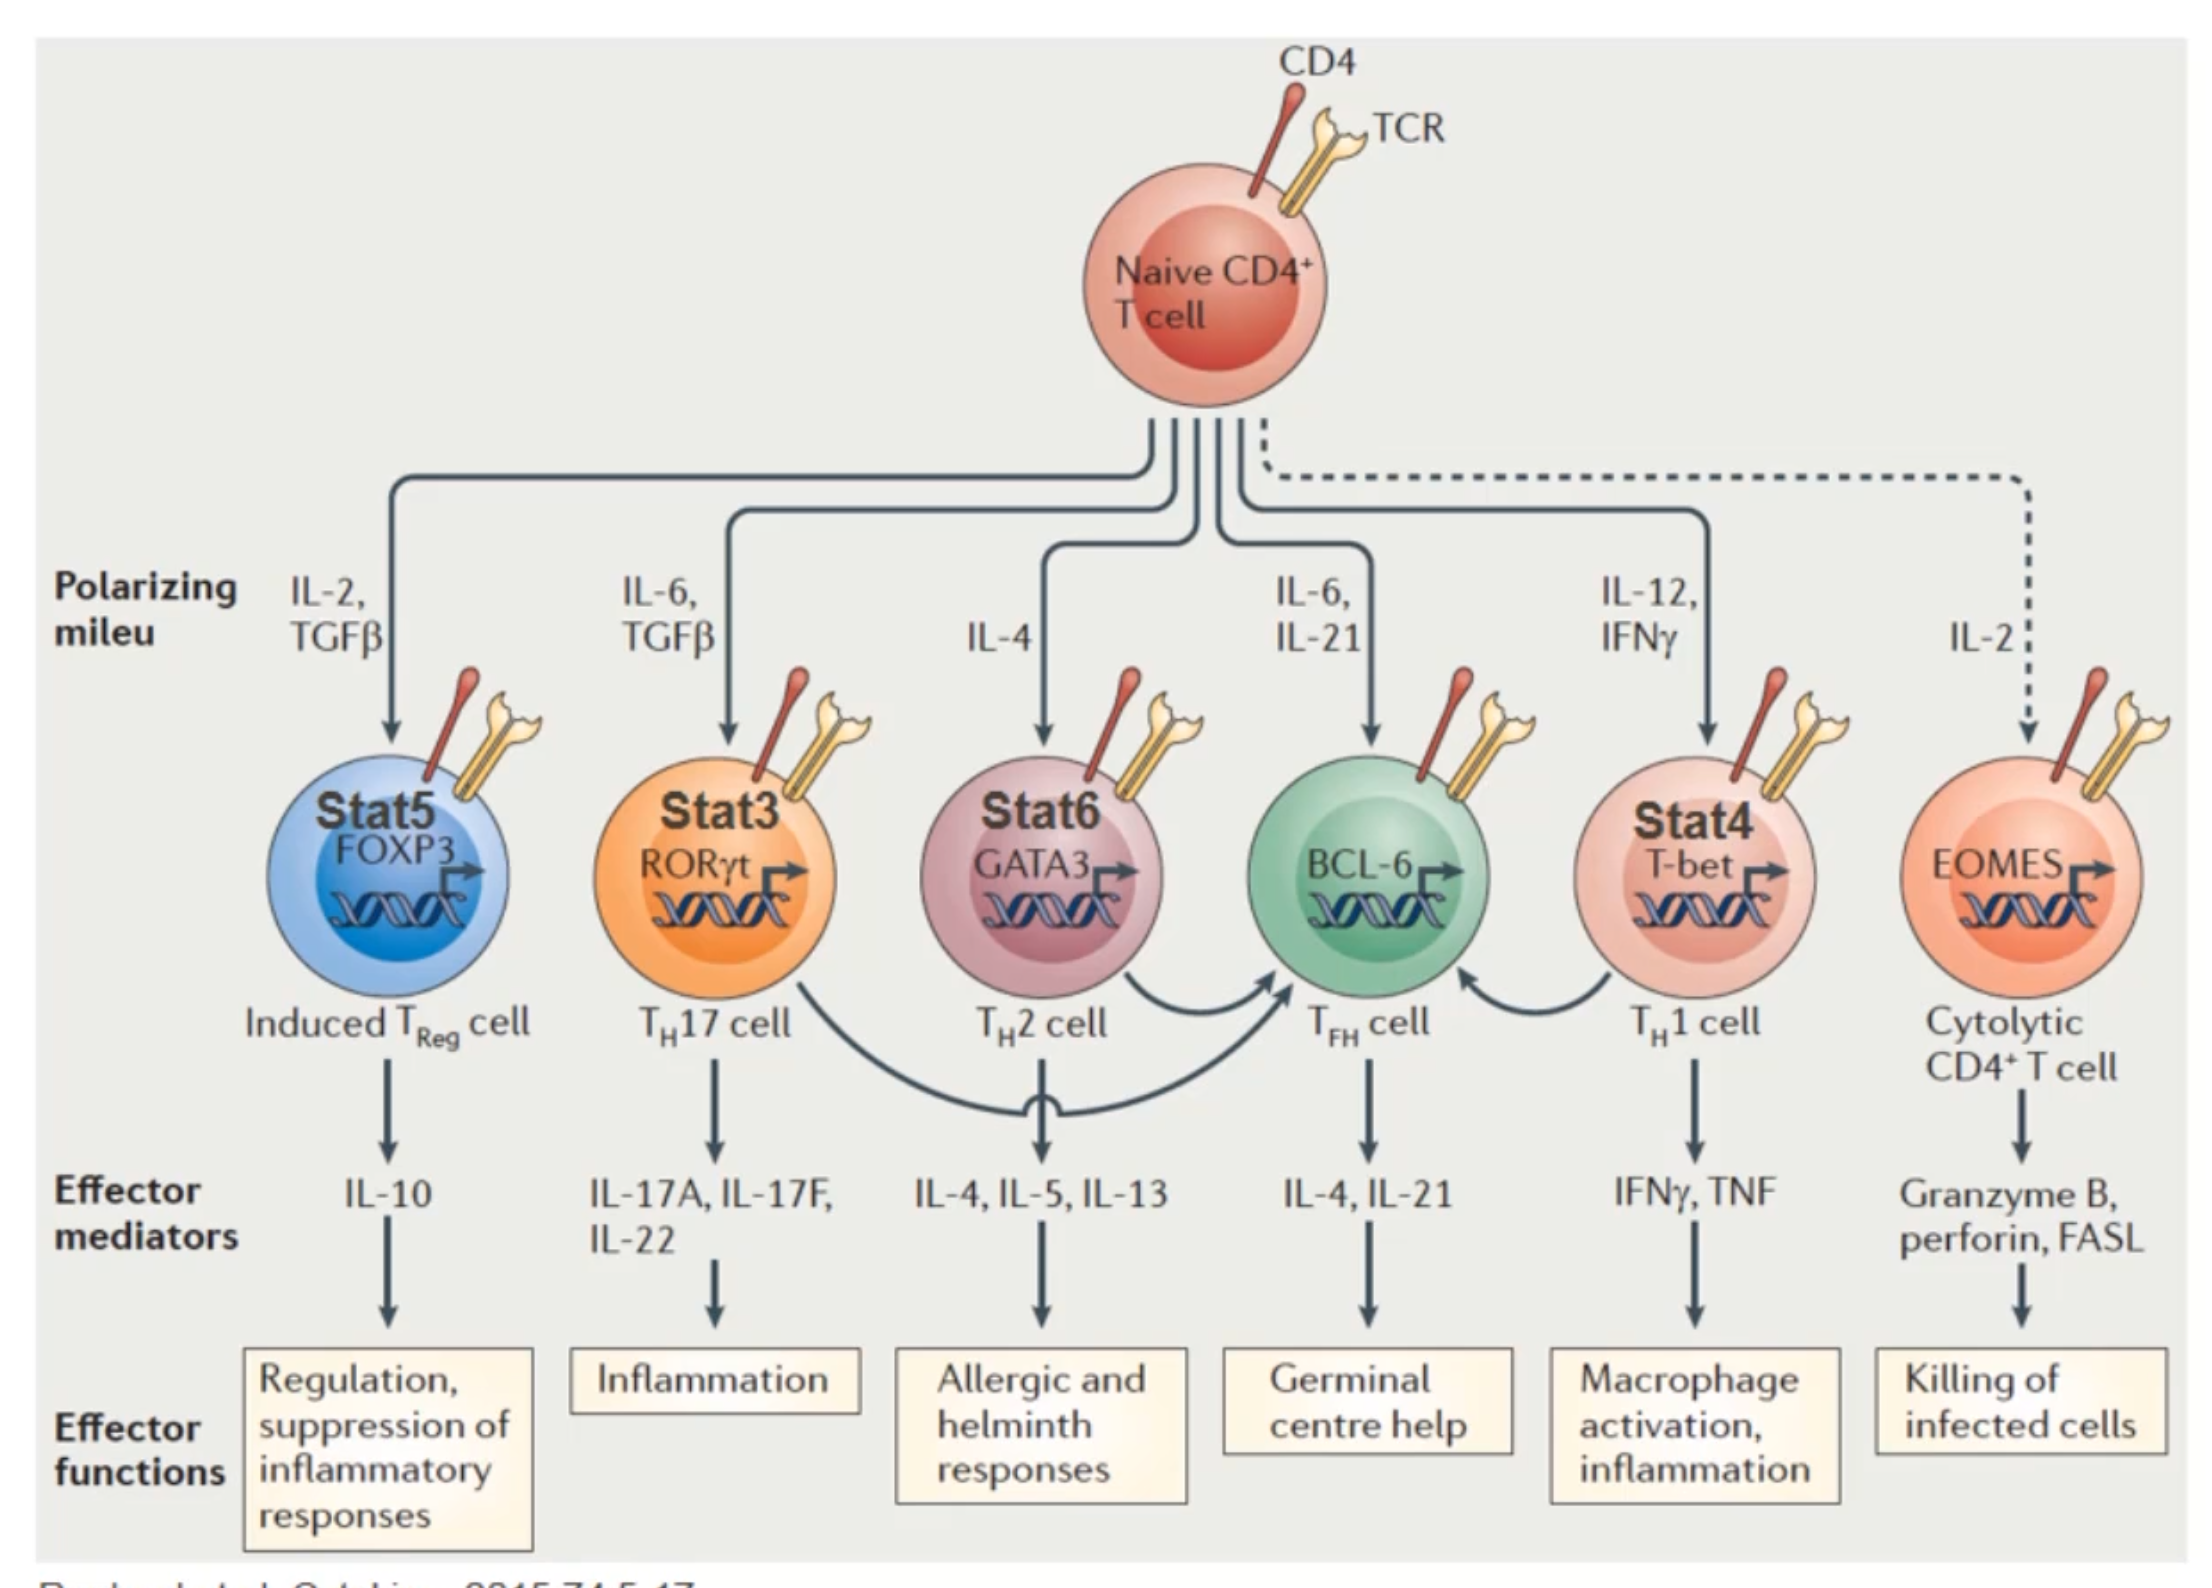 CD4
TCR
Naive CD4⁺
T cell
Polarizing
mileu
IL-2,
TGFβ
IL-6,
TGFβ
IL-4
IL-6,
IL-21
IL-12,
IFNγ
IL-2
Stat5
FOXP3
Stat3
RORγt
Stat6
GATA3
BCL-6
Stat4
T-bet
EOMES
Induced TReg cell
TH17 cell
TH2 cell
TFH cell
TH1 cell
Cytolytic
CD4⁺ T cell
Effector
mediators
IL-10
IL-17A, IL-17F,
IL-22
IL-4, IL-5, IL-13
IL-4, IL-21
IFNγ, TNF
Granzyme B,
perforin, FASL
Effector
functions
Regulation,
suppression of
inflammatory
responses
Inflammation
Allergic and
helminth
responses
Germinal
centre help
Macrophage
activation,
inflammation
Killing of
infected cells